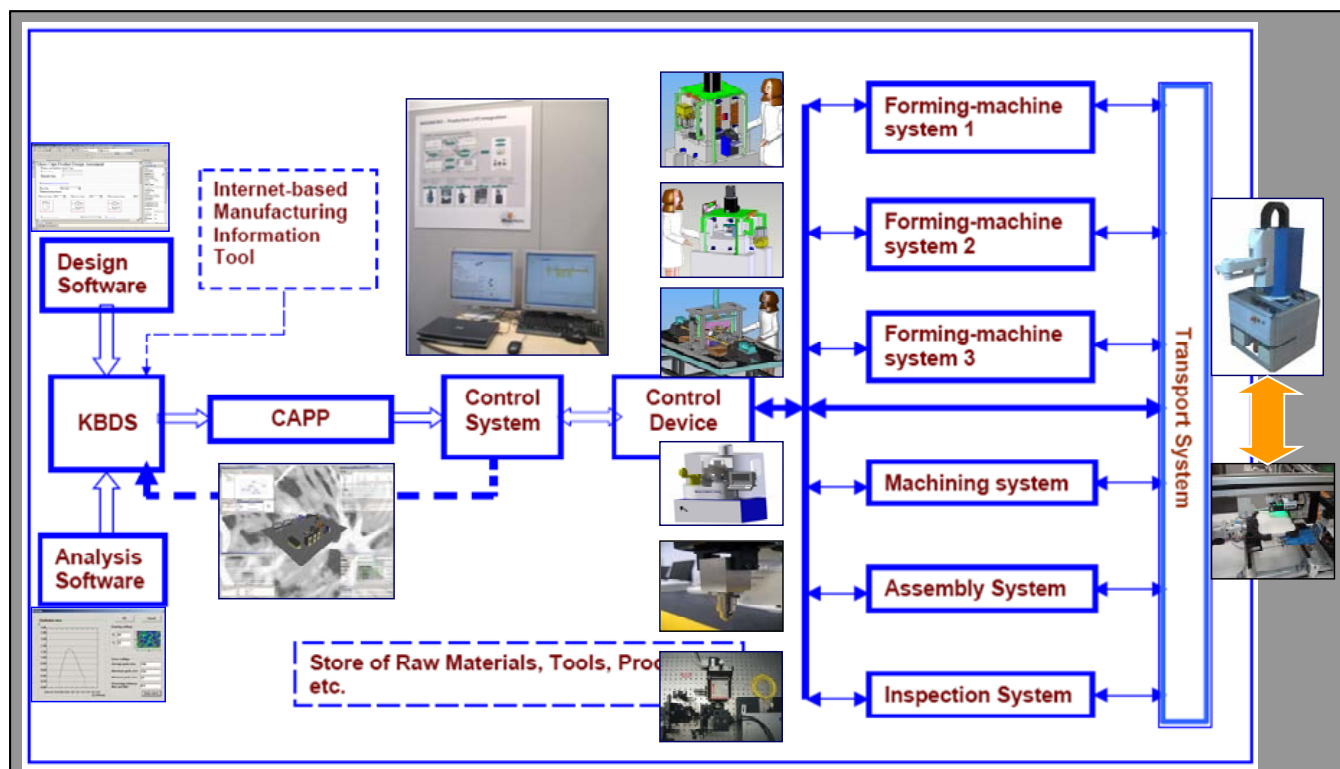 Design
Software
Internet-based
Manufacturing
Information
Tool
KBDS
CAPP
Control
System
Control
Device
Analysis
Software
Store of Raw Materials, Tools,
etc.
Forming-machine
system 1
Forming-machine
system 2
Forming-machine
system 3
Machining system
Assembly System
Inspection System
Transport System